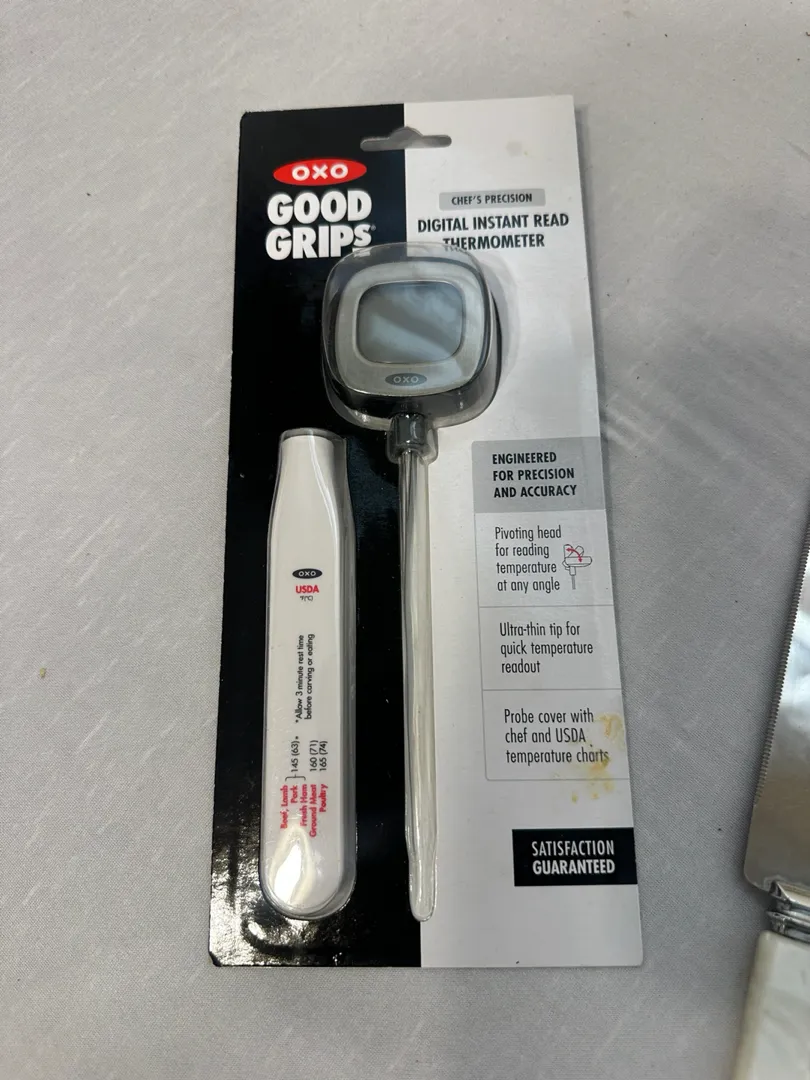 OXO
GOOD
GRIPS
CHEF'S PRECISION
DIGITAL INSTANT READ
THERMOMETER
OXO
ENGINEERED
FOR PRECISION
AND ACCURACY
Pivoting head
for reading
temperature
at any angle
Ultra-thin tip for
quick temperature
readout
Probe cover with
chef and USDA
temperature charts
SATISFACTION
GUARANTEED
OXO
USDA
°F(°C)
*Allow 3 minute rest time
before carving or eating
Beef, Lamb
Pork } 145 (63)*
Fresh Ham
Ground Meat 160 (71)
Poultry 165 (74)